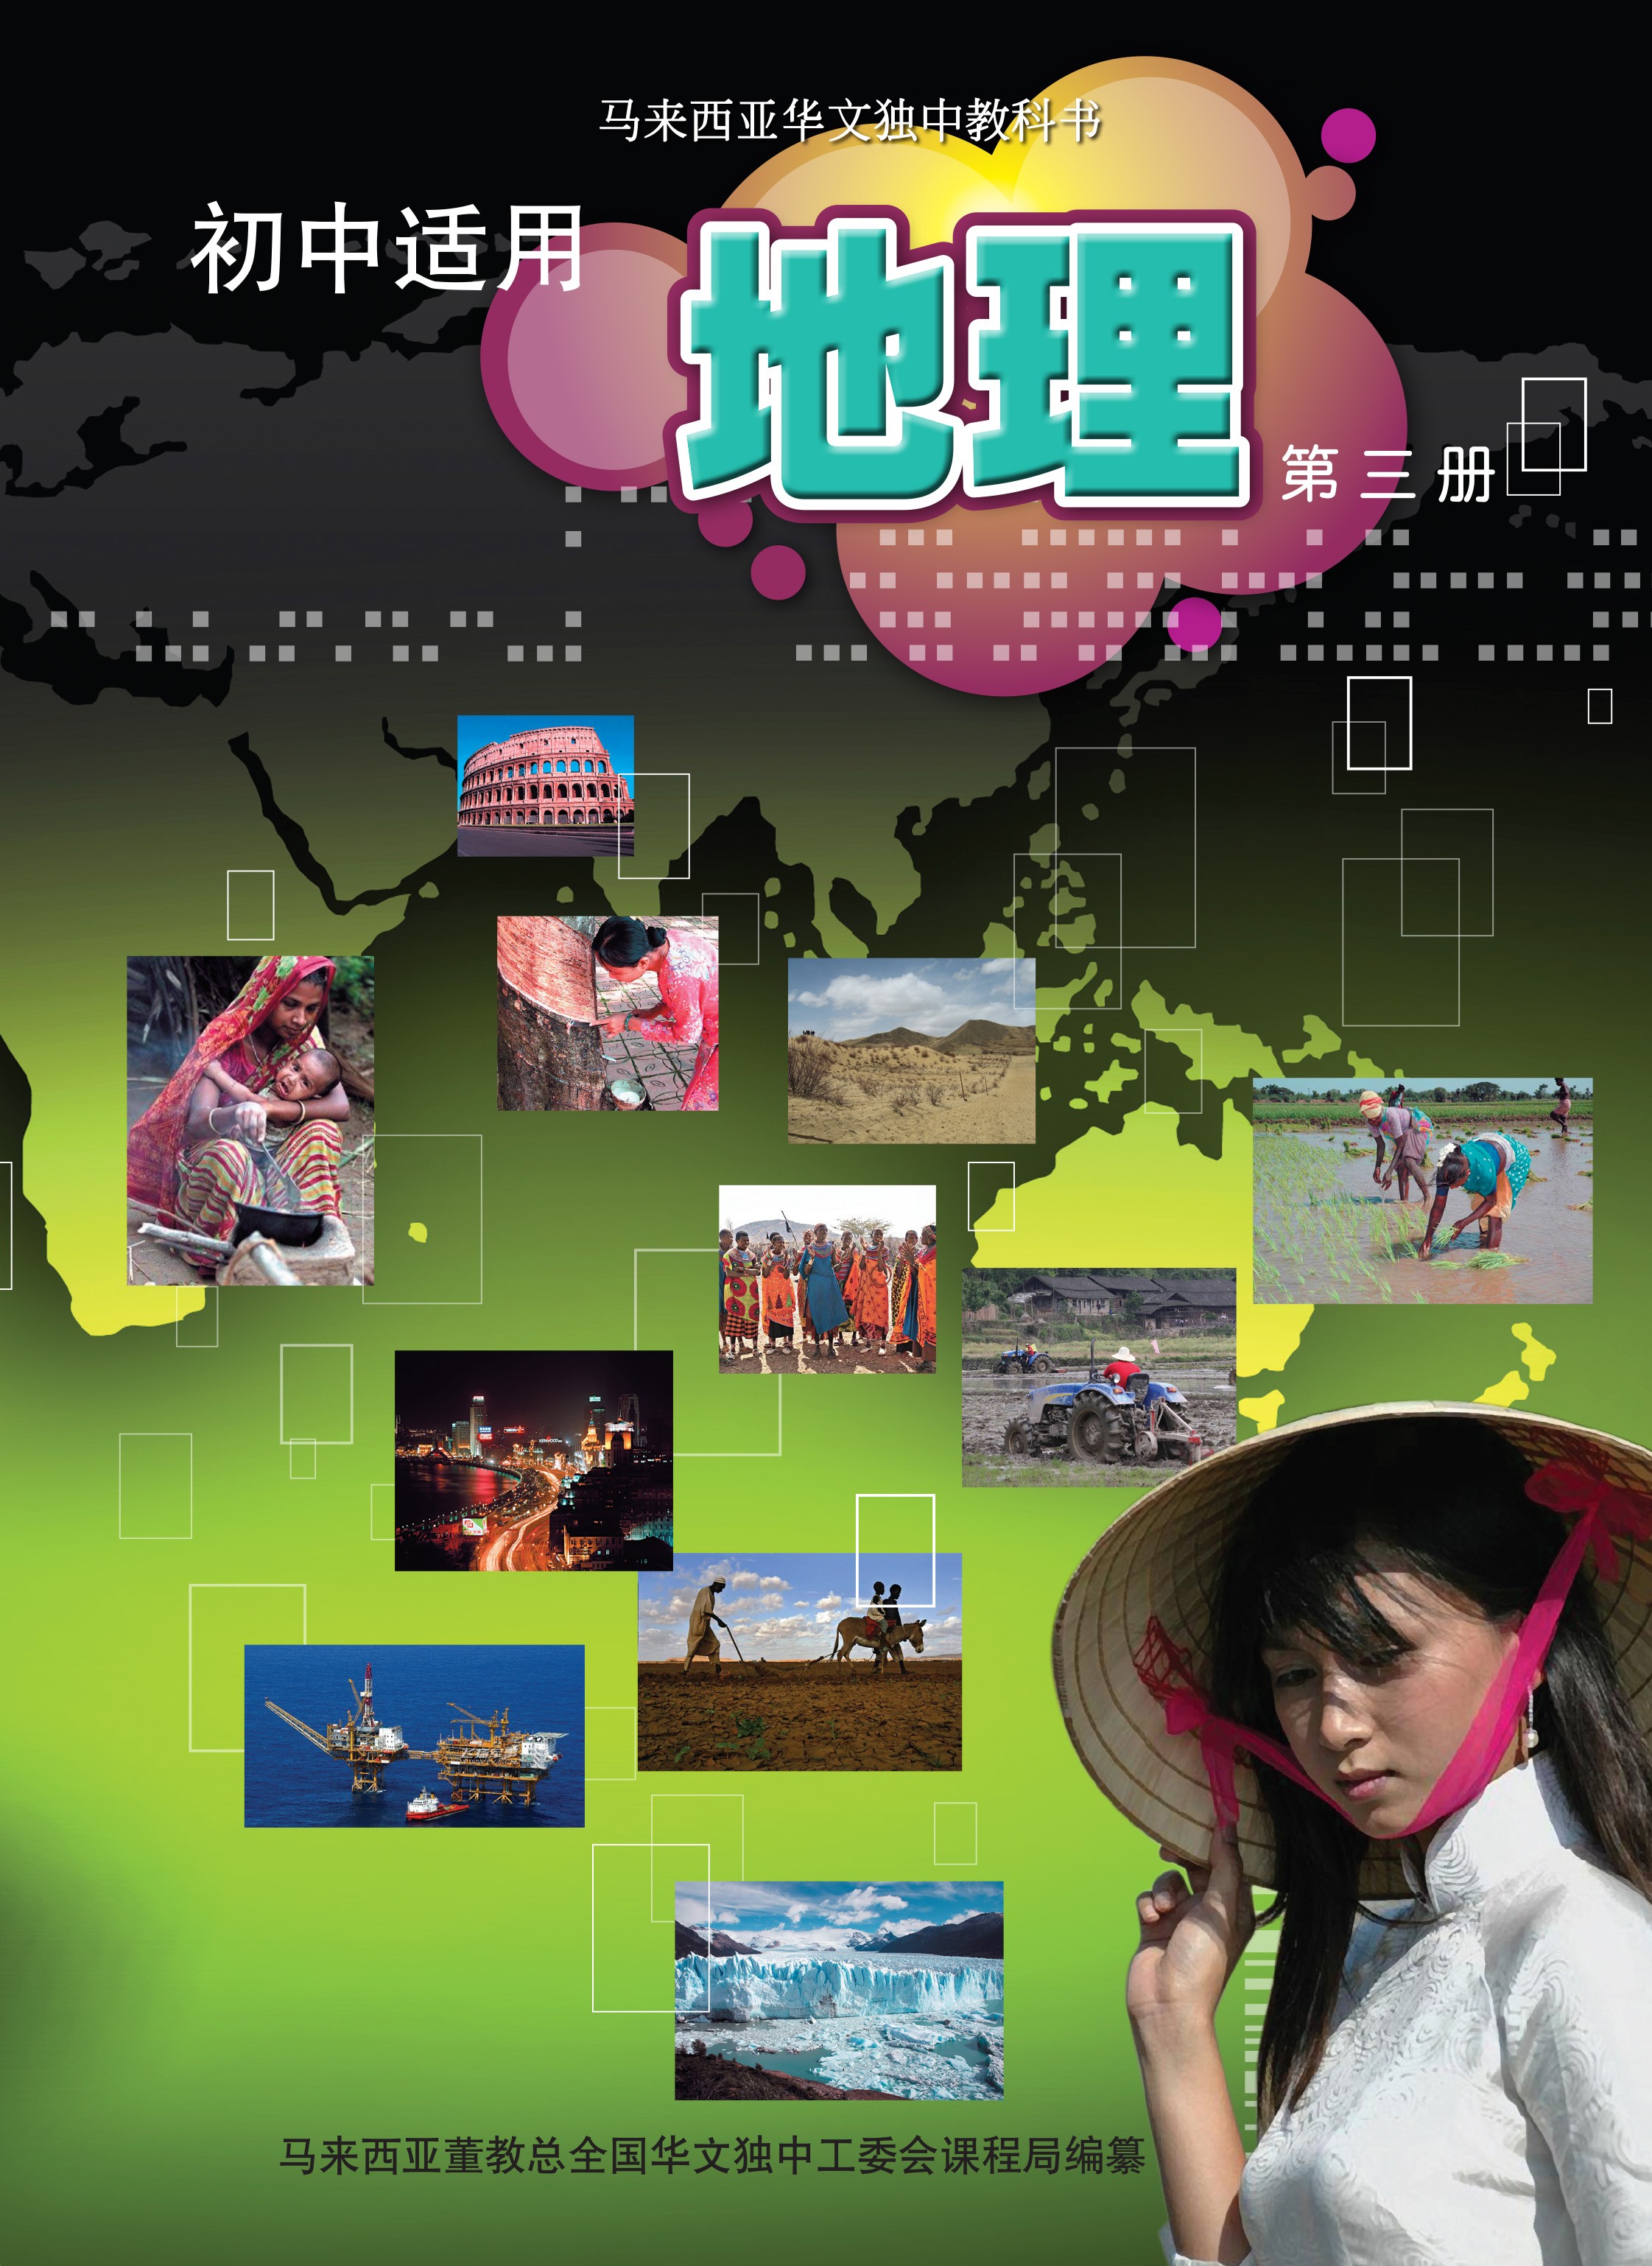 马来西亚华文独中教科书
初中适用
地理
第三册
马来西亚董教总全国华文独中工委会课程局编纂